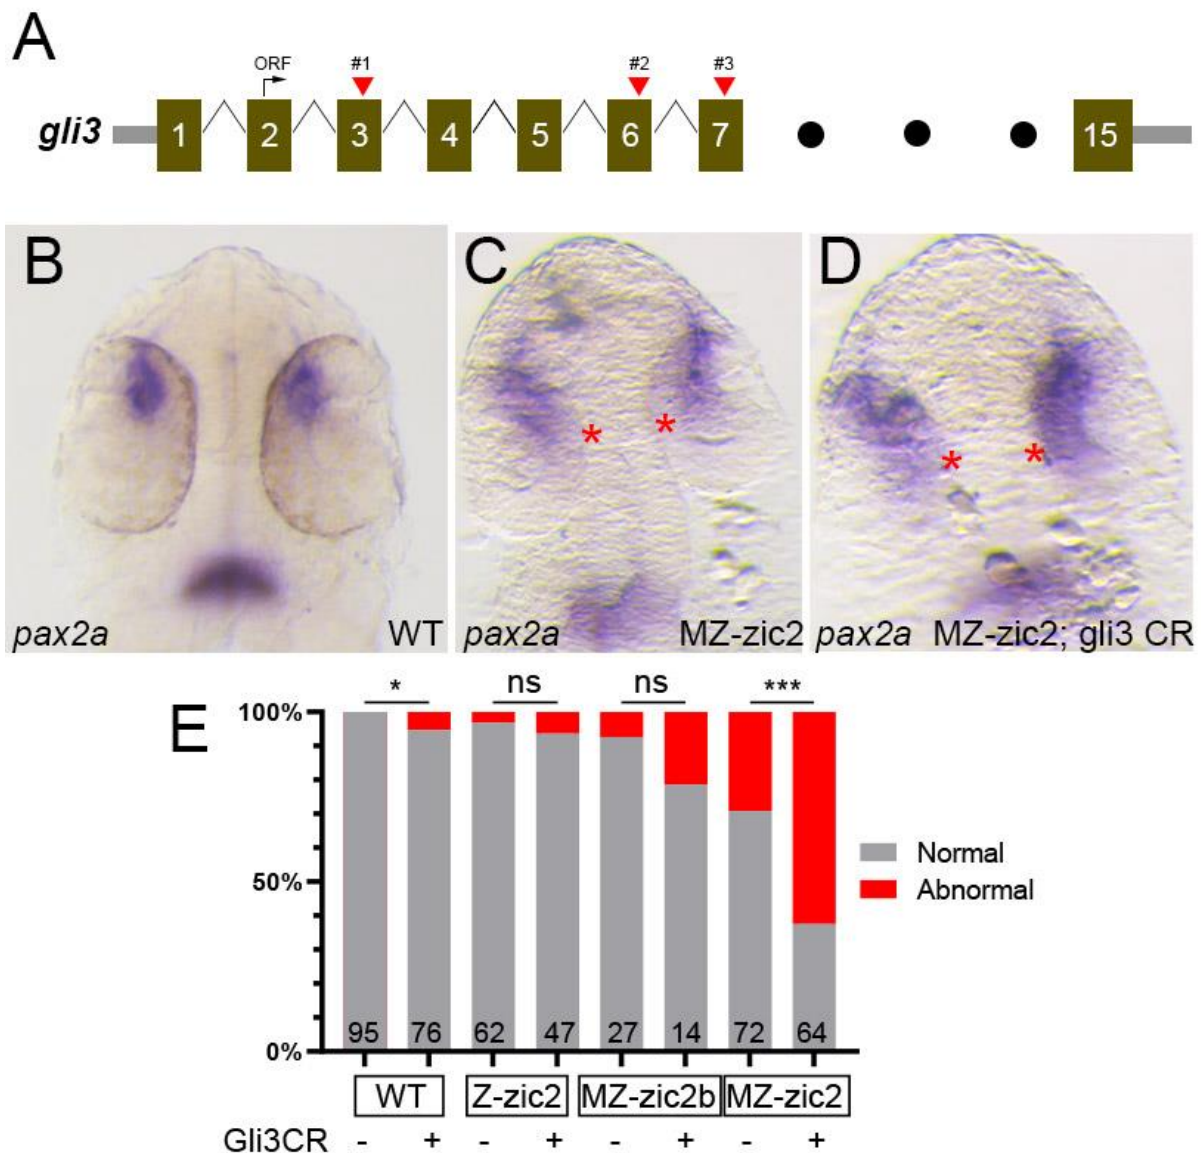 A
ORF #1 #2 #3
gli3 1 2 3 4 5 6 7 15
B C D
* * * *
pax2a WT pax2a MZ-zic2 pax2a MZ-zic2; gli3 CR
E
* ns ns ***
100%
50%
0%
95 76 62 47 27 14 72 64
Normal
Abnormal
WT Z-zic2 MZ-zic2b MZ-zic2
Gli3CR - + - + - + - +